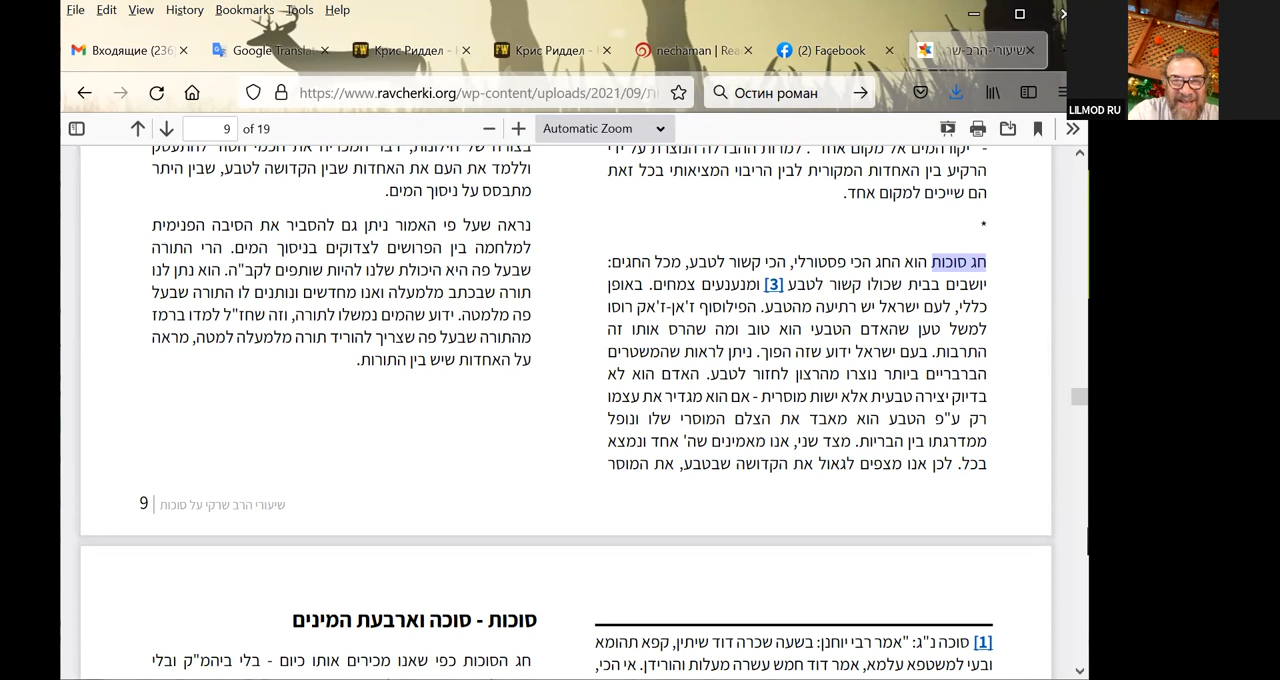 File Edit View History Bookmarks Tools Help
Входящие (236)
Google Transla
Крис Риддел -
Крис Риддел -
nechaman | Rea
(2) Facebook
שיעורי-הרב-שר
https://www.ravcherki.org/wp-content/uploads/2021/09/
Остин роман
LILMOD RU
9 of 19
Automatic Zoom
- "יקוו המים אל מקום אחד". למרות ההבדלה הנוצרת על ידי
הרקיע בין האחדות המקורית לבין הריבוי המציאותי בכל זאת
הם שייכים למקום אחד.
*
חג סוכות הוא החג הכי פסטורלי, הכי קשור לטבע, מכל החגים:
יושבים בבית שכולו קשור לטבע [3] ומנענעים צמחים. באופן
כללי, לעם ישראל יש רתיעה מהטבע. הפילוסוף ז'אן-ז'אק רוסו
למשל טען שהאדם הטבעי הוא טוב ומה שהרס אותו זה
התרבות. בעם ישראל ידוע שזה הפוך. ניתן לראות שהמשטרים
הברבריים ביותר נוצרו מהרצון לחזור לטבע. האדם הוא לא
בדיוק יצירה טבעית אלא ישות מוסרית - אם הוא מגדיר את עצמו
רק ע"פ הטבע הוא מאבד את הצלם המוסרי שלו ונופל
ממדרגתו בין הבריות. מצד שני, אנו מאמינים שה' אחד ונמצא
בכל. לכן אנו מצפים לגאול את הקדושה שבטבע, את המוסר
וללמד את העם את האחדות שבין הקדושה לטבע, שבין היתר
מתבסס על ניסוך המים.
נראה שעל פי האמור ניתן גם להסביר את הסיבה הפנימית
למלחמה בין הפרושים לצדוקים בניסוך המים. הרי התורה
שבעל פה היא היכולת שלנו להיות שותפים לקב"ה. הוא נתן לנו
תורה שבכתב מלמעלה ואנו מחדשים ונותנים לו התורה שבעל
פה מלמטה. ידוע שהמים נמשלו לתורה, וזה שחז"ל למדו ברמז
מהתורה שבעל פה שצריך להוריד תורה מלמעלה למטה, מראה
על האחדות שיש בין התורות.
שיעורי הרב שרקי על סוכות | 9
[1] סוכה נ"ג: "אמר רבי יוחנן: בשעה שכרה דוד שיתין, קפא תהומא
ובעי למשטפא עלמא, אמר דוד חמש עשרה מעלות והורידן. אי הכי,
סוכות - סוכה וארבעת המינים
חג הסוכות כפי שאנו מכירים אותו כיום - בלי ביהמ"ק ובלי